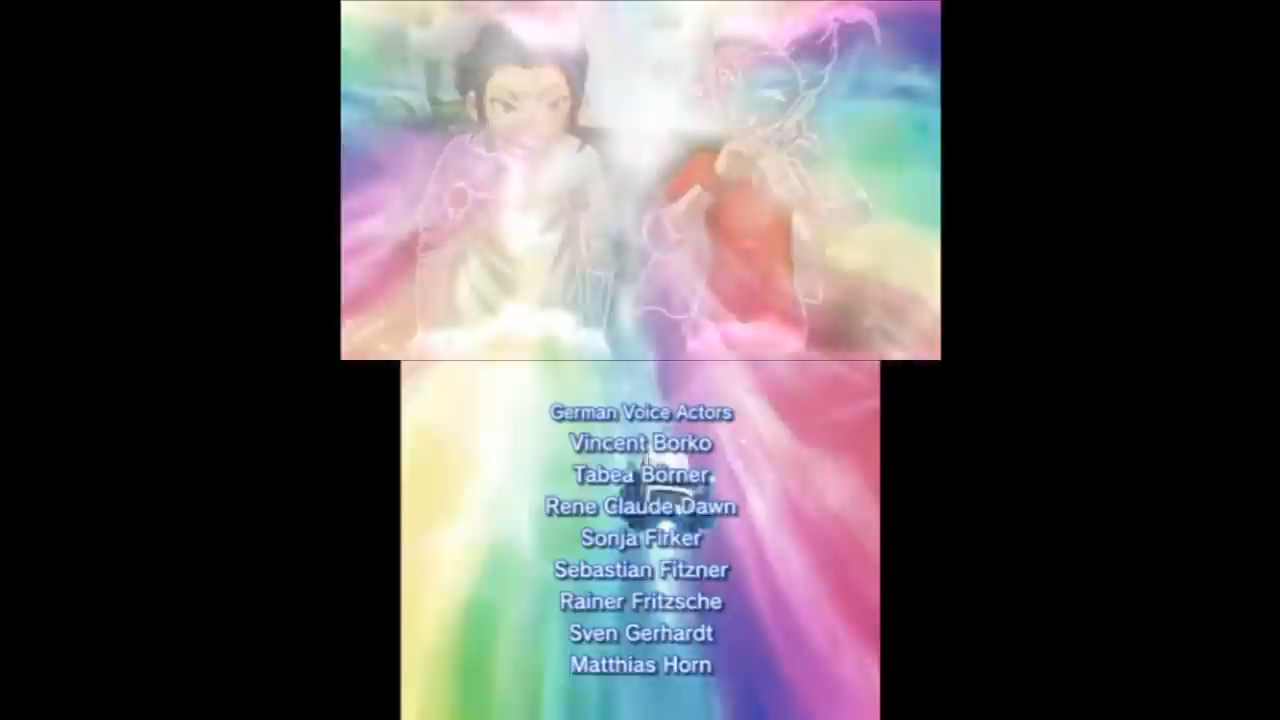 German Voice Actors
Vincent Borko
Tabea Börner
Rene Claude Dawn
Sonja Firker
Sebastian Fitzner
Rainer Fritzsche
Sven Gerhardt
Matthias Horn